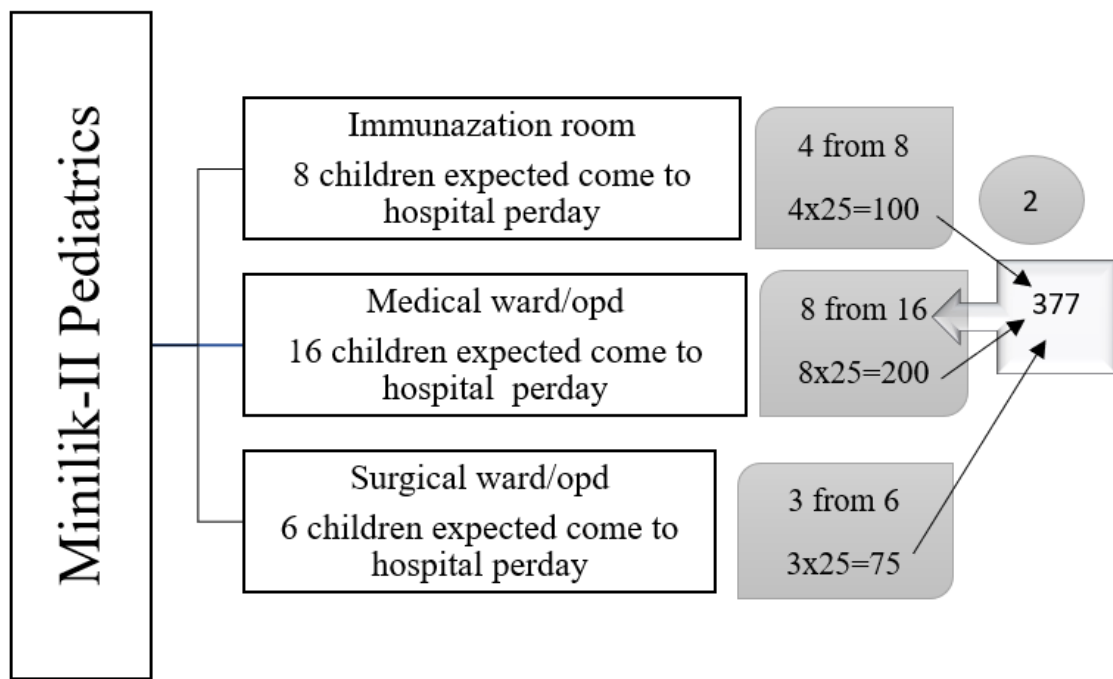 Minilik-II Pediatrics
Immunazation room
8 children expected come to
hospital perday
4 from 8
4x25=100
2
Medical ward/opd
16 children expected come to
hospital perday
8 from 16
8x25=200
377
Surgical ward/opd
6 children expected come to
hospital perday
3 from 6
3x25=75